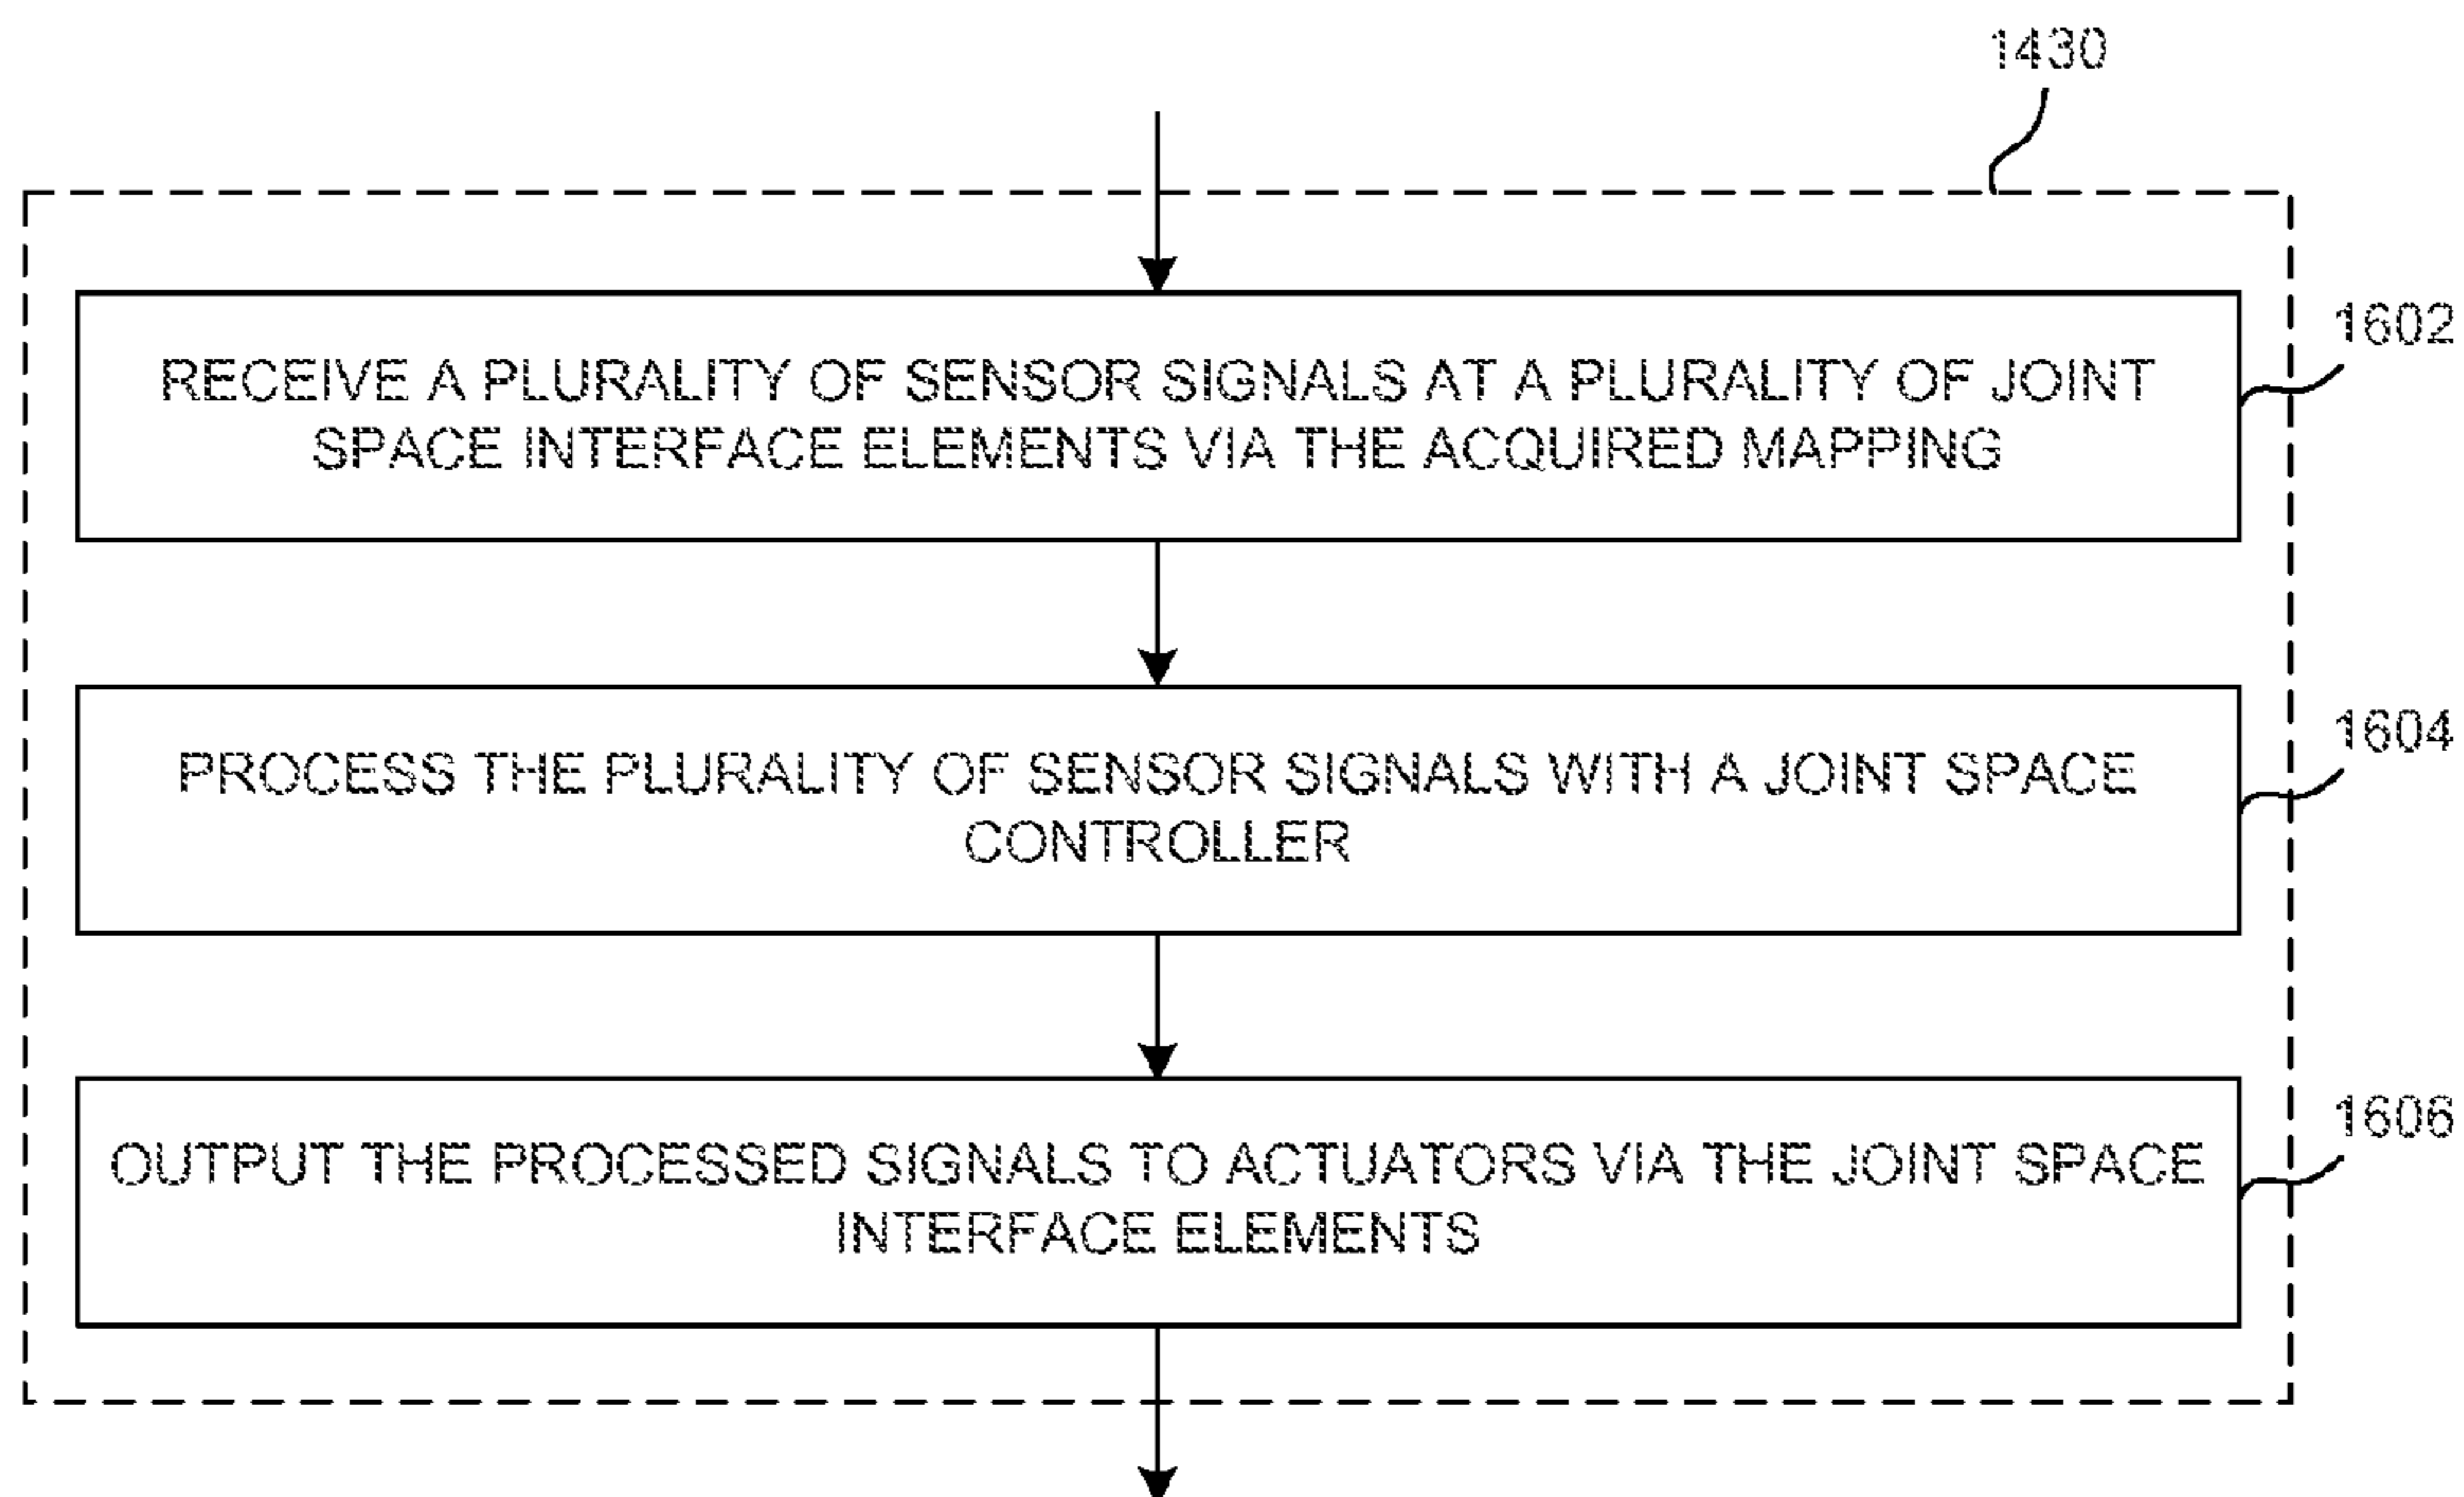 1430
RECEIVE A PLURALITY OF SENSOR SIGNALS AT A PLURALITY OF JOINT
SPACE INTERFACE ELEMENTS VIA THE ACQUIRED MAPPING
1602
PROCESS THE PLURALITY OF SENSOR SIGNALS WITH A JOINT SPACE
CONTROLLER
1604
OUTPUT THE PROCESSED SIGNALS TO ACTUATORS VIA THE JOINT SPACE
INTERFACE ELEMENTS
1606